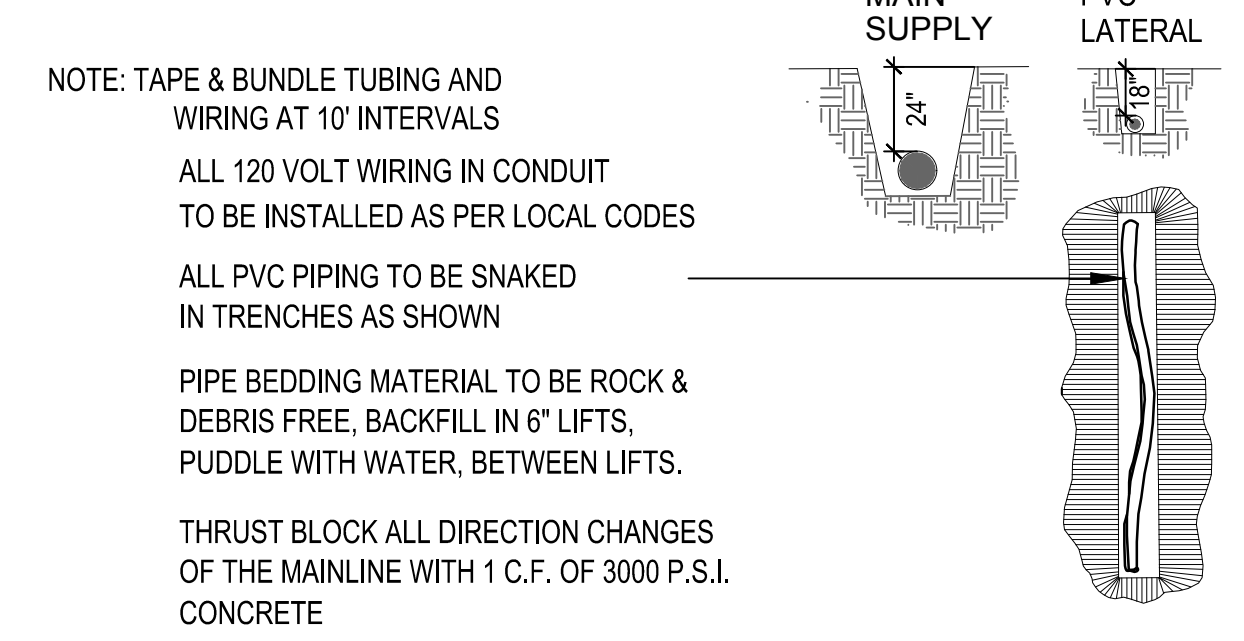 MAIN
SUPPLY
PVC
LATERAL
24"
18"
NOTE: TAPE & BUNDLE TUBING AND
WIRING AT 10' INTERVALS
ALL 120 VOLT WIRING IN CONDUIT
TO BE INSTALLED AS PER LOCAL CODES
ALL PVC PIPING TO BE SNAKED
IN TRENCHES AS SHOWN
PIPE BEDDING MATERIAL TO BE ROCK &
DEBRIS FREE, BACKFILL IN 6" LIFTS,
PUDDLE WITH WATER, BETWEEN LIFTS.
THRUST BLOCK ALL DIRECTION CHANGES
OF THE MAINLINE WITH 1 C.F. OF 3000 P.S.I.
CONCRETE